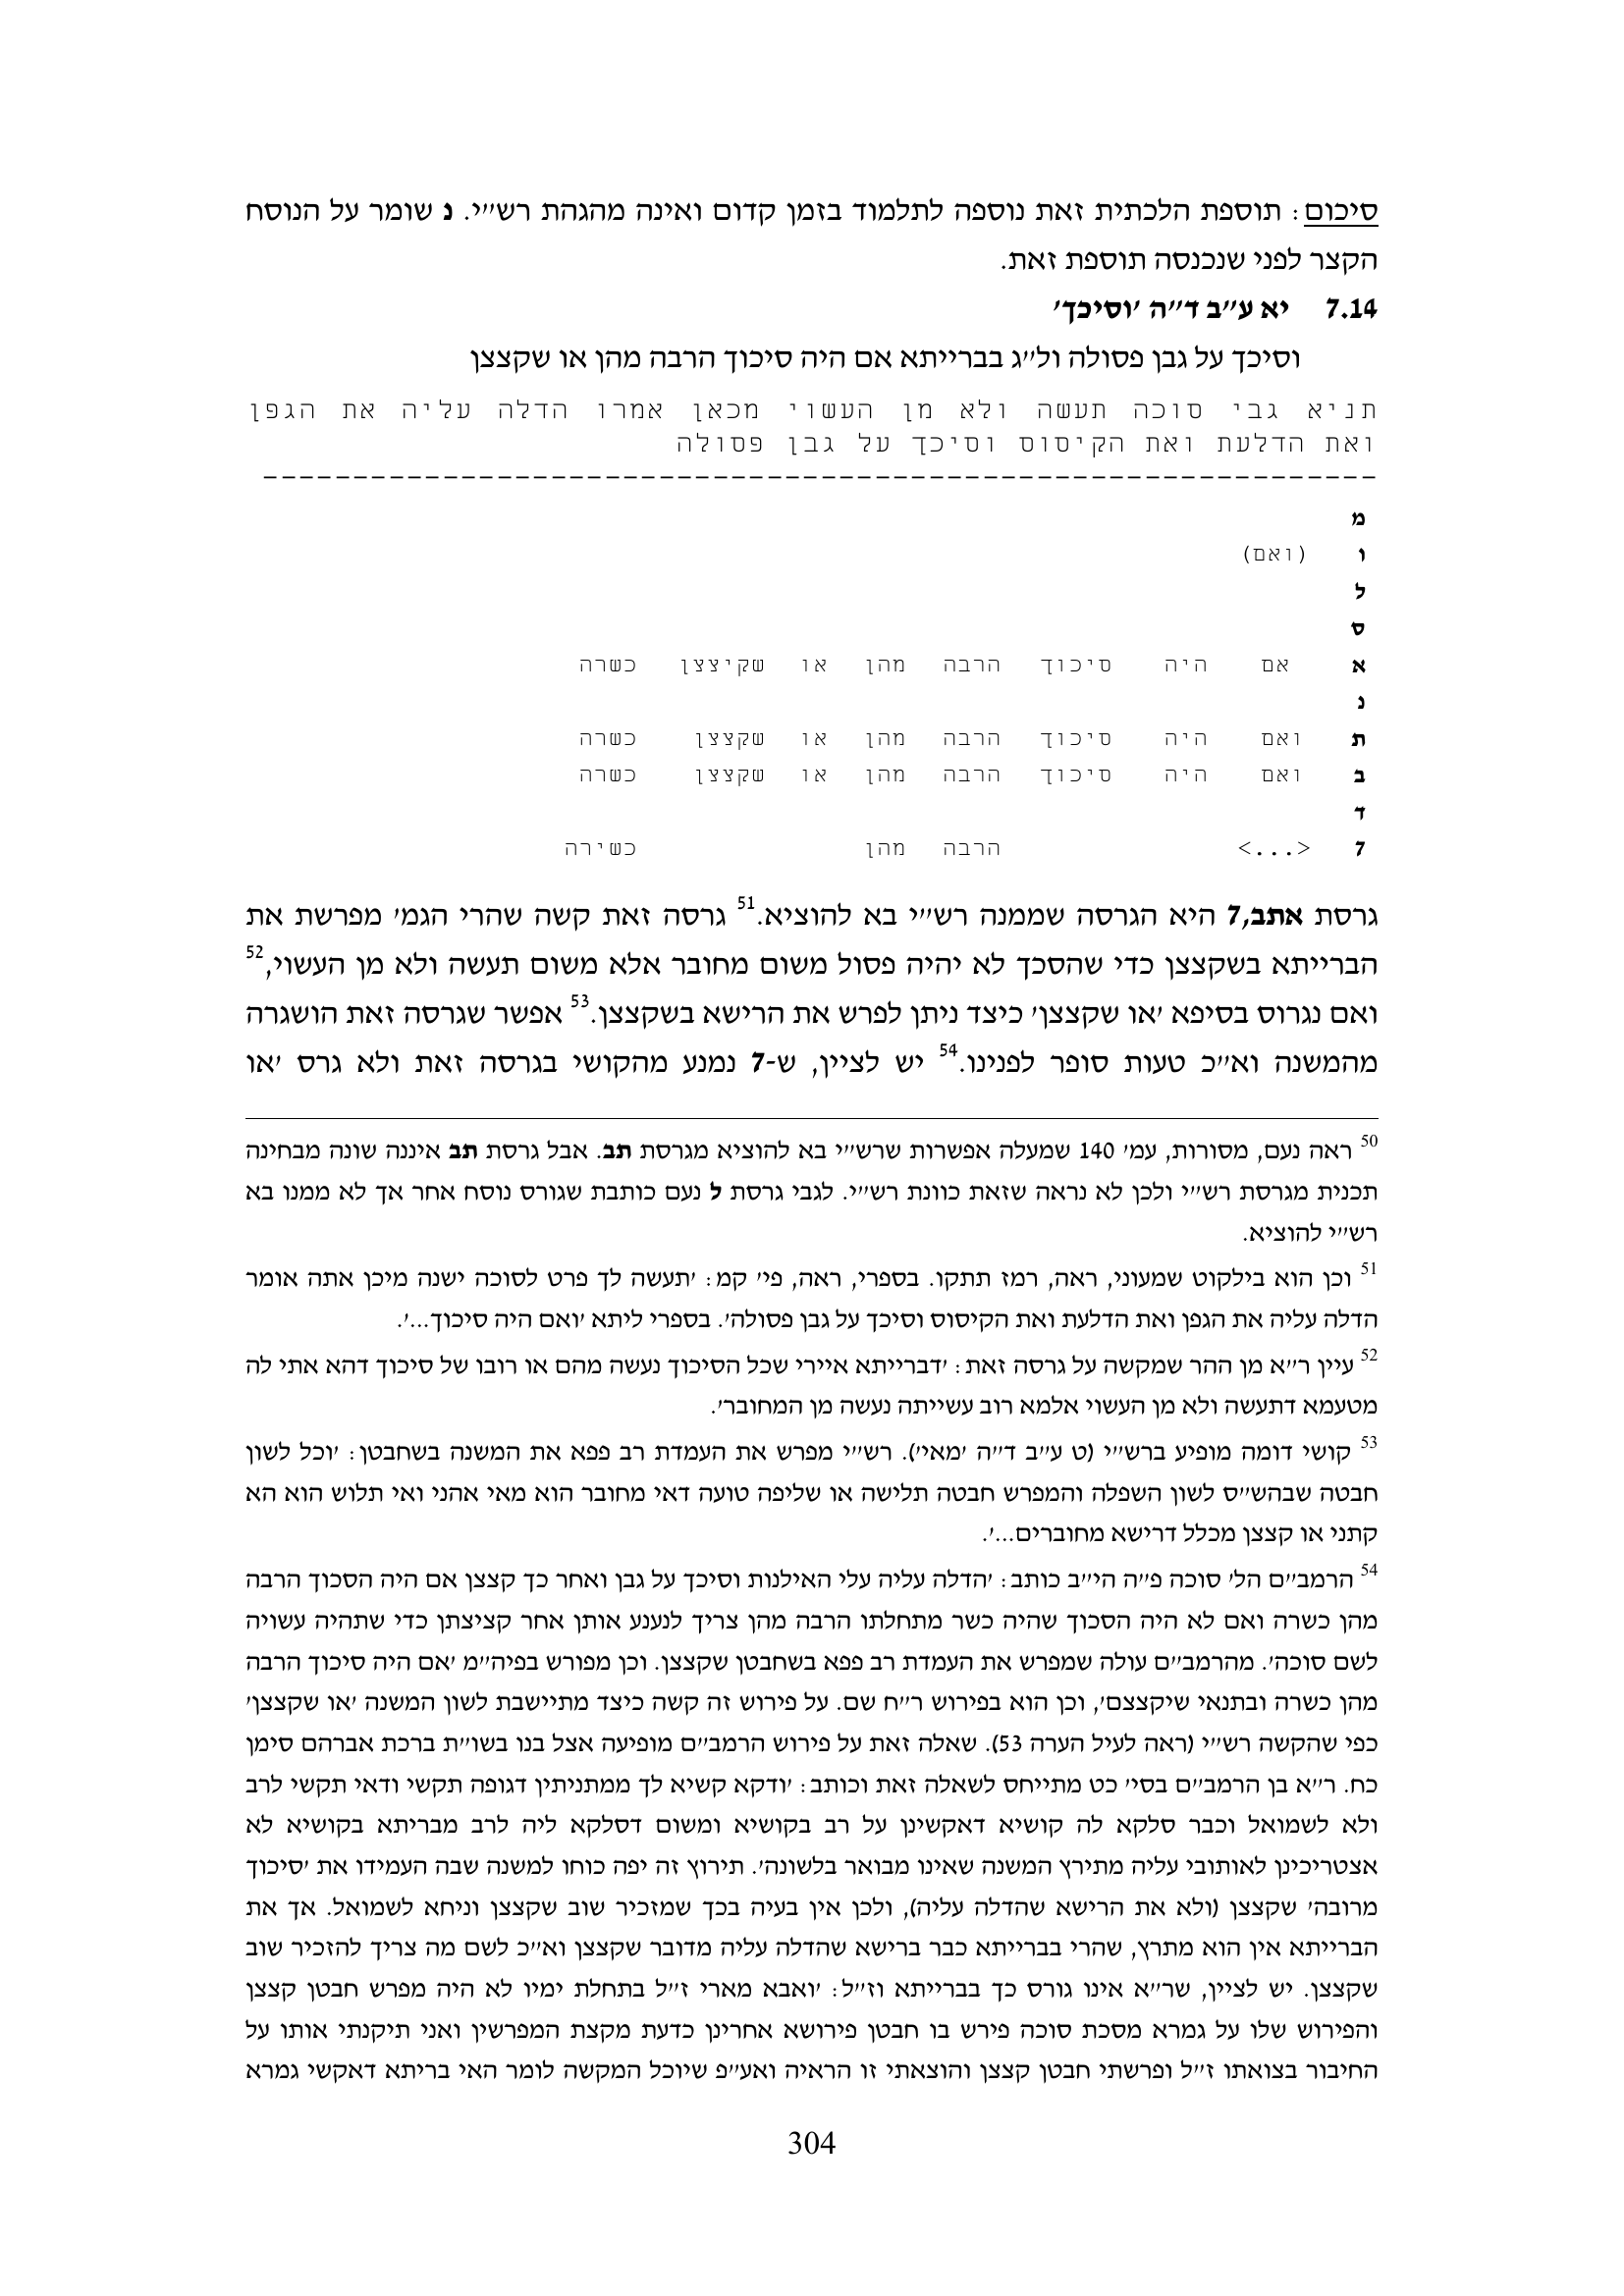 סיכום: תוספת הלכתית זאת נוספה לתלמוד בזמן קדום ואינה מהגהת רש״י. נ שומר על הנוסח
הקצר לפני שנכנסה תוספת זאת.
7.14 יא ע״ב ד״ה ׳וסיכך׳
וסיכך על גבן פסולה ול״ג בברייתא אם היה סיכוך הרבה מהן או שקצצן
תניא גבי סוכה תעשה ולא מן העשוי מכאן אמרו הדלה עליה את הגפן
ואת הדלעת ואת הקיסוס וסיכך על גבן פסולה
------------------------------------------------------------
מ
ו (ואם)
ל
ס
א אם היה סיכוך הרבה מהן או שקיצצן כשרה
נ
ת ואם היה סיכוך הרבה מהן או שקצצן כשרה
ב ואם היה סיכוך הרבה מהן או שקצצן כשרה
ד
7 <...> הרבה מהן כשירה
גרסת אתב,7 היא הגרסה שממנה רש״י בא להוציא.51 גרסה זאת קשה שהרי הגמ׳ מפרשת את
הברייתא בשקצצן כדי שהסכך לא יהיה פסול משום מחובר אלא משום תעשה ולא מן העשוי,52
ואם נגרוס בסיפא ׳או שקצצן׳ כיצד ניתן לפרש את הרישא בשקצצן.53 אפשר שגרסה זאת הושגרה
מהמשנה וא״כ טעות סופר לפנינו.54 יש לציין, ש-7 נמנע מהקושי בגרסה זאת ולא גרס ׳או
50 ראה נעם, מסורות, עמ׳ 140 שמעלה אפשרות שרש״י בא להוציא מגרסת תב. אבל גרסת תב איננה שונה מבחינה
תכנית מגרסת רש״י ולכן לא נראה שזאת כוונת רש״י. לגבי גרסת ל נעם כותבת שגורס נוסח אחר אך לא ממנו בא
רש״י להוציא.
51 וכן הוא בילקוט שמעוני, ראה, רמז תתקו. בספרי, ראה, פי׳ קמ: ׳תעשה לך פרט לסוכה ישנה מיכן אתה אומר
הדלה עליה את הגפן ואת הדלעת ואת הקיסוס וסיכך על גבן פסולה׳. בספרי ליתא ׳ואם היה סיכוך...׳.
52 עיין ר״א מן ההר שמקשה על גרסה זאת: ׳דברייתא איירי שכל הסיכוך נעשה מהם או רובו של סיכוך דהא אתי לה
מטעמא דתעשה ולא מן העשוי אלמא רוב עשייתה נעשה מן המחובר׳.
53 קושי דומה מופיע ברש״י (ט ע״ב ד״ה ׳מאי׳). רש״י מפרש את העמדת רב פפא את המשנה בשחבטן: ׳וכל לשון
חבטה שבהש״ס לשון השפלה והמפרש חבטה תלישה או שליפה טועה דאי מחובר הוא מאי אהני ואי תלוש הוא הא
קתני או קצצן מכלל דרישא מחוברים...׳.
54 הרמב״ם הל׳ סוכה פ״ה הי״ב כותב: ׳הדלה עליה עלי האילנות וסיכך על גבן ואחר כך קצצן אם היה הסכוך הרבה
מהן כשרה ואם לא היה הסכוך שהיה כשר מתחלתו הרבה מהן צריך לנענע אותן אחר קציצתן כדי שתהיה עשויה
לשם סוכה׳. מהרמב״ם עולה שמפרש את העמדת רב פפא בשחבטן שקצצן. וכן מפורש בפיה״מ ׳אם היה סיכוך הרבה
מהן כשרה ובתנאי שיקצצם׳, וכן הוא בפירוש ר״ח שם. על פירוש זה קשה כיצד מתיישבת לשון המשנה ׳או שקצצן׳
כפי שהקשה רש״י (ראה לעיל הערה 53). שאלה זאת על פירוש הרמב״ם מופיעה אצל בנו בשו״ת ברכת אברהם סימן
כח. ר״א בן הרמב״ם בסי׳ כט מתייחס לשאלה זאת וכותב: ׳ודקא קשיא לך ממתניתין דגופה תקשי ודאי תקשי לרב
ולא לשמואל וכבר סלקא לה קושיא דאקשינן על רב בקושיא ומשום דסלקא ליה לרב מבריתא בקושיא לא
אצטריכינן לאותובי עליה מתירץ המשנה שאינו מבואר בלשונה׳. תירוץ זה יפה כוחו למשנה שבה העמידו את ׳סיכוך
מרובה׳ שקצצן (ולא את הרישא שהדלה עליה), ולכן אין בעיה בכך שמזכיר שוב שקצצן וניחא לשמואל. אך את
הברייתא אין הוא מתרץ, שהרי בברייתא כבר ברישא שהדלה עליה מדובר שקצצן וא״כ לשם מה צריך להזכיר שוב
שקצצן. יש לציין, שר״א אינו גורס כך בברייתא וז״ל: ׳ואבא מארי ז״ל בתחלת ימיו לא היה מפרש חבטן קצצן
והפירוש שלו על גמרא מסכת סוכה פירש בו חבטן פירושא אחרינן כדעת מקצת המפרשין ואני תיקנתי אותו על
החיבור בצואתו ז״ל ופרשתי חבטן קצצן והוצאתי זו הראיה ואע״פ שיוכל המקשה לומר האי בריתא דאקשי גמרא
304